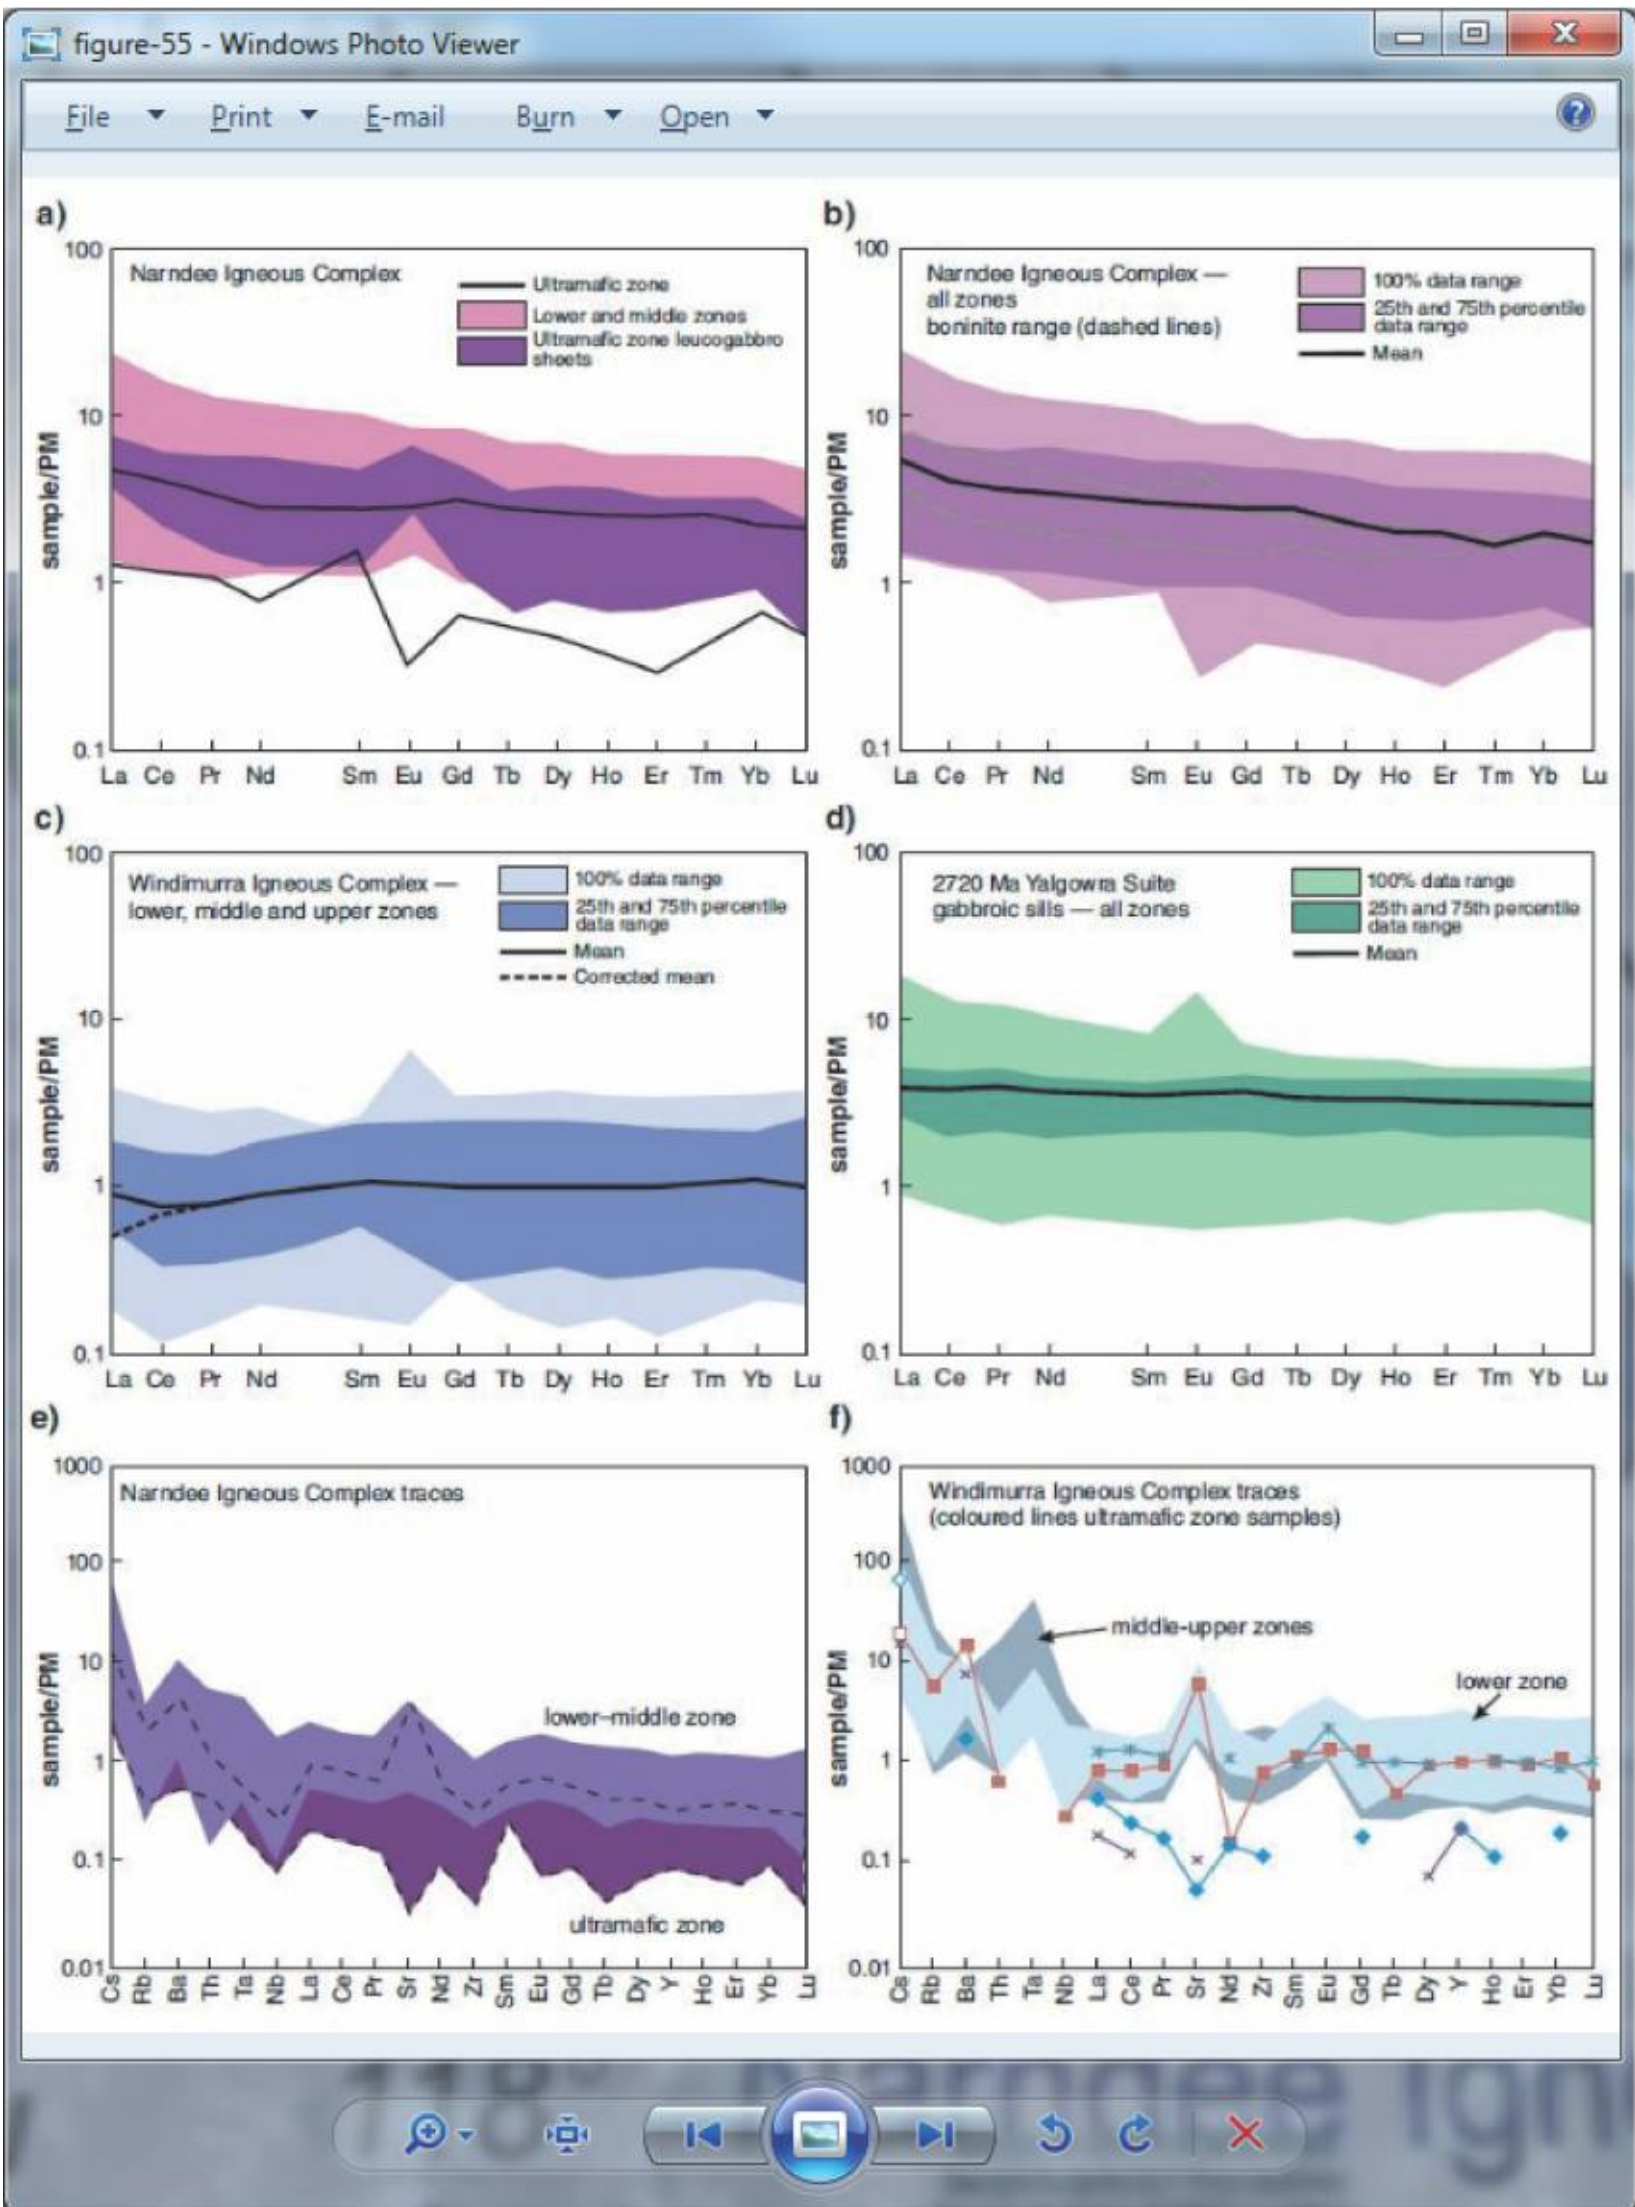 figure-55 - Windows Photo Viewer
File Print E-mail Burn Open
a)
100
10
1
0.1
sample/PM
Narndee Igneous Complex
Ultramafic zone
Lower and middle zones
Ultramafic zone leucogabbro
sheets
La Ce Pr Nd Sm Eu Gd Tb Dy Ho Er Tm Yb Lu
b)
100
10
1
0.1
sample/PM
Narndee Igneous Complex —
all zones
boninite range (dashed lines)
100% data range
25th and 75th percentile
data range
Mean
La Ce Pr Nd Sm Eu Gd Tb Dy Ho Er Tm Yb Lu
c)
100
10
1
0.1
sample/PM
Windimurra Igneous Complex —
lower, middle and upper zones
100% data range
25th and 75th percentile
data range
Mean
Corrected mean
La Ce Pr Nd Sm Eu Gd Tb Dy Ho Er Tm Yb Lu
d)
100
10
1
0.1
sample/PM
2720 Ma Yalgowra Suite
gabbroic sills — all zones
100% data range
25th and 75th percentile
data range
Mean
La Ce Pr Nd Sm Eu Gd Tb Dy Ho Er Tm Yb Lu
e)
1000
100
10
1
0.1
0.01
sample/PM
Narndee Igneous Complex traces
lower–middle zone
ultramafic zone
Cs Rb Ba Th Ta Nb La Ce Pr Sr Nd Zr Sm Eu Gd Tb Dy Y Ho Er Yb Lu
f)
1000
100
10
1
0.1
0.01
sample/PM
Windimurra Igneous Complex traces
(coloured lines ultramafic zone samples)
middle-upper zones
lower zone
Cs Rb Ba Th Ta Nb La Ce Pr Sr Nd Zr Sm Eu Gd Tb Dy Y Ho Er Yb Lu
118°